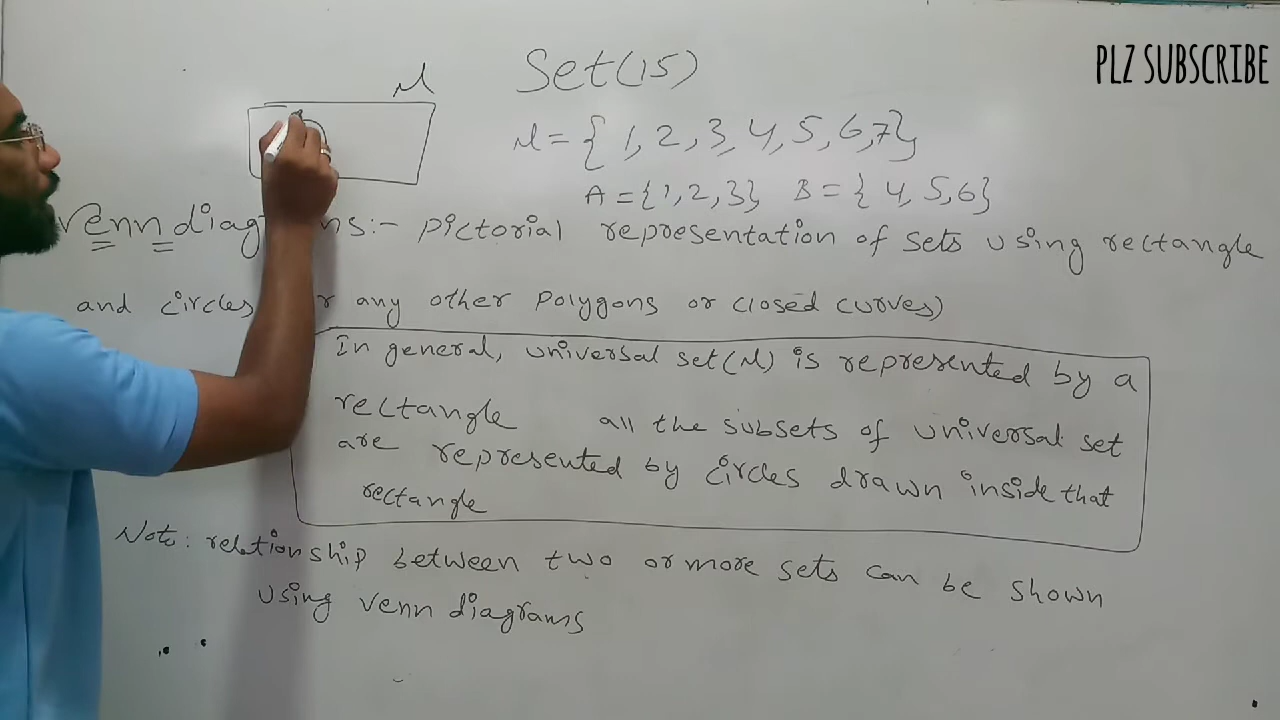 PLZ SUBSCRIBE
Set(15)
μ
μ = { 1, 2, 3, 4, 5, 6, 7}
A = {1, 2, 3} B = { 4, 5, 6}
venn diag ns:- pictorial representation of sets using rectangle
and circles r any other polygons or closed curves)
In general, universal set(μ) is represented by a
rectangle all the subsets of universal set
are represented by circles drawn inside that
rectangle
Note: relationship between two or more sets can be shown
using venn diagrams